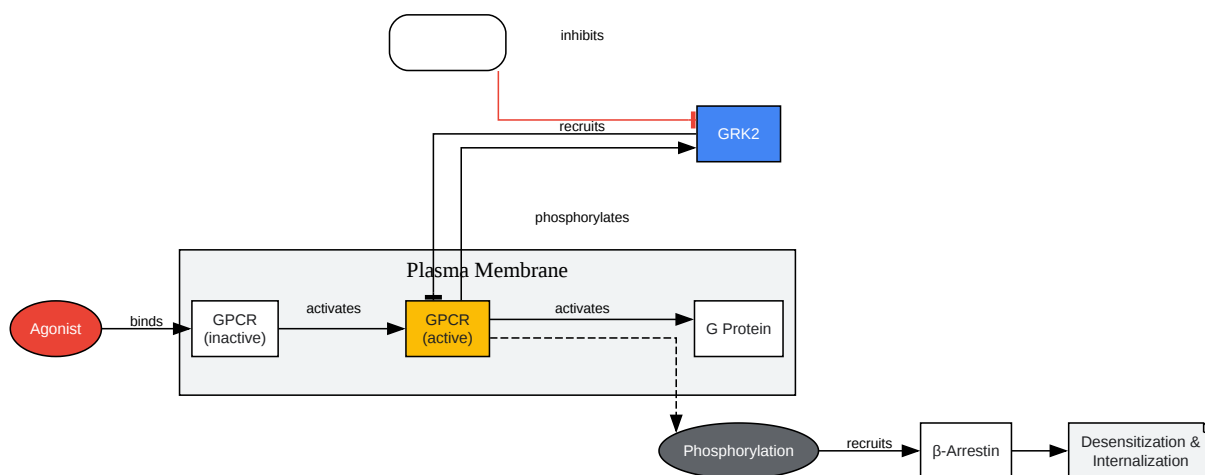 inhibits
GRK2
recruits
phosphorylates
Plasma Membrane
Agonist
binds
GPCR
(inactive)
activates
GPCR
(active)
activates
G Protein
Phosphorylation
recruits
β-Arrestin
Desensitization &
Internalization